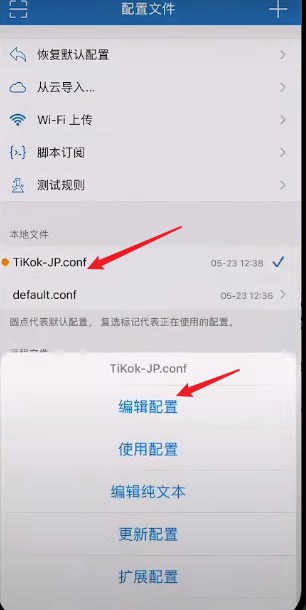 配置文件
恢复默认配置
从云导入...
Wi-Fi 上传
脚本订阅
测试规则
本地文件
TiKok-JP.conf 05-23 12:38
default.conf 05-23 12:36
圆点代表默认配置，复选标记代表正在使用的配置。
远程文件
TiKok-JP.conf
编辑配置
使用配置
编辑纯文本
更新配置
扩展配置